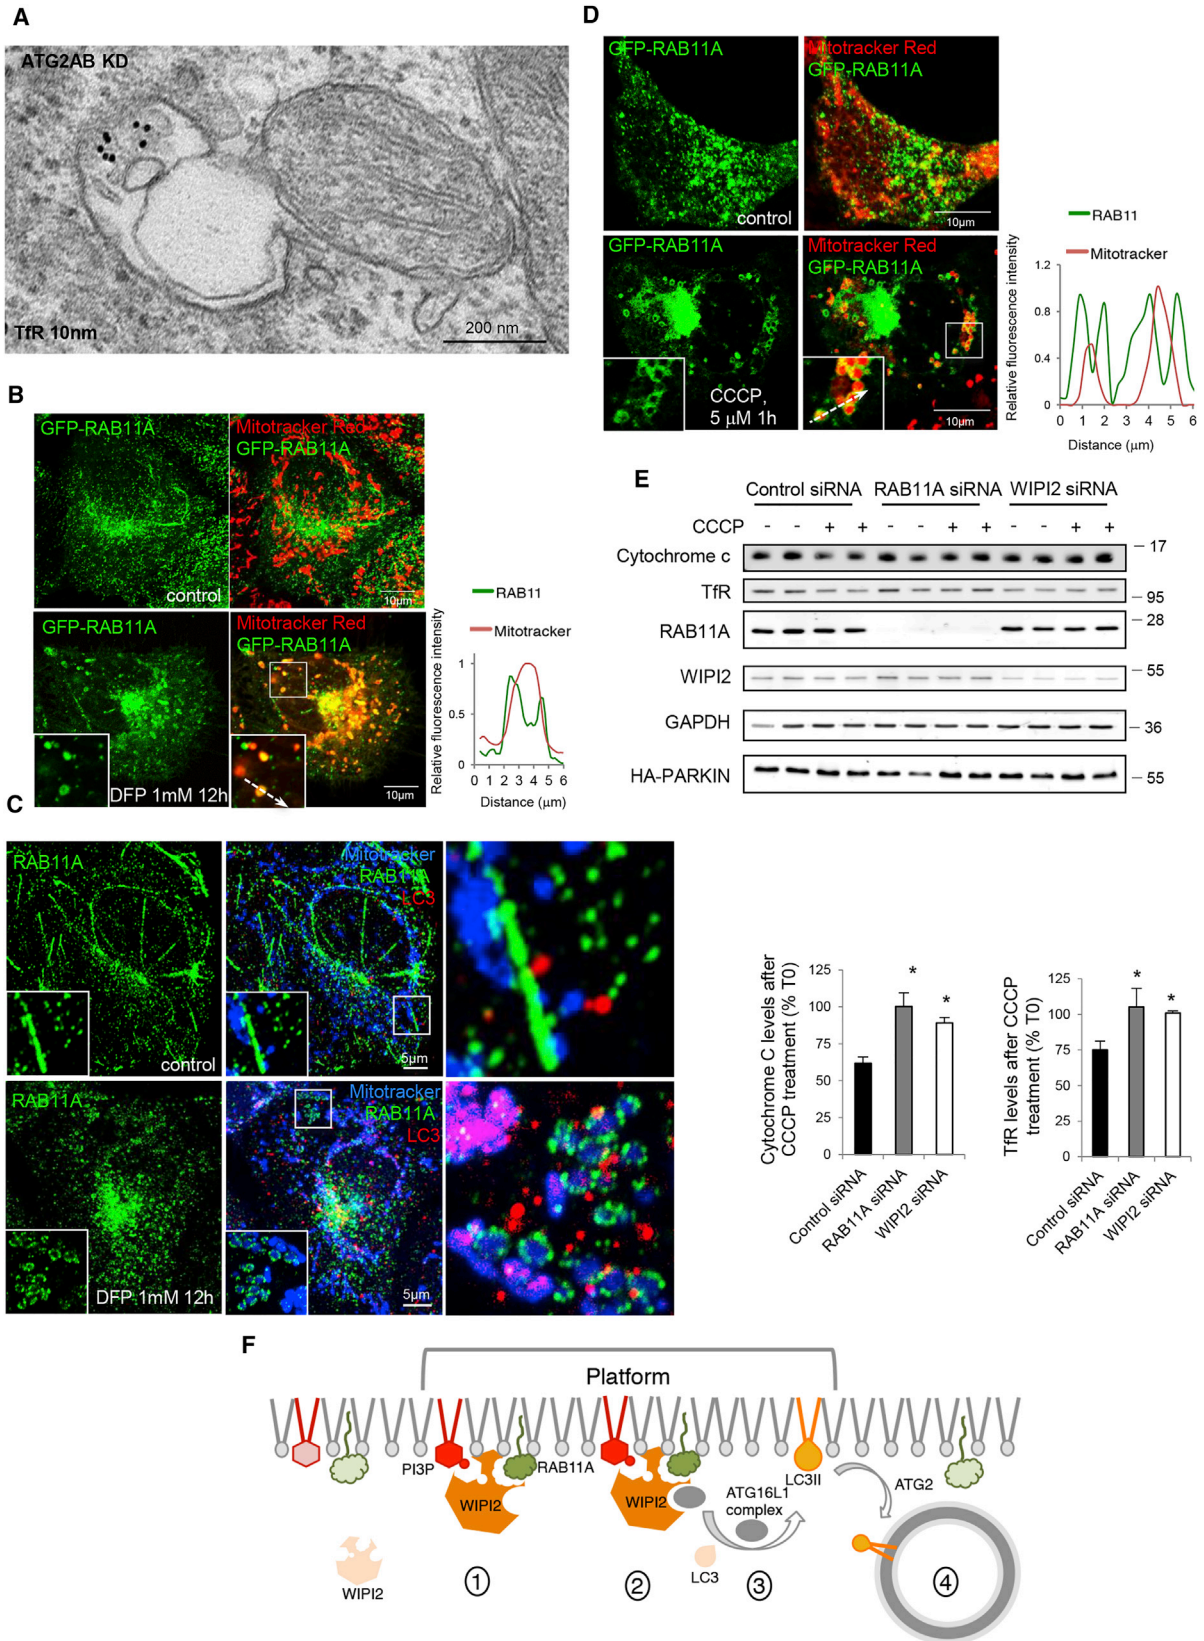 A
ATG2AB KD
TfR 10nm
200 nm
B
GFP-RAB11A
Mitotracker Red
GFP-RAB11A
control
10µm
GFP-RAB11A
Mitotracker Red
GFP-RAB11A
DFP 1mM 12h
10µm
RAB11
Mitotracker
Relative fluorescence intensity
1
0.5
0
0 1 2 3 4 5 6
Distance (µm)
C
RAB11A
Mitotracker
RAB11A
LC3
control
5µm
RAB11A
Mitotracker
RAB11A
LC3
DFP 1mM 12h
5µm
D
GFP-RAB11A
Mitotracker Red
GFP-RAB11A
control
10µm
GFP-RAB11A
Mitotracker Red
GFP-RAB11A
CCCP,
5 µM 1h
10µm
RAB11
Mitotracker
Relative fluorescence intensity
1.2
0.8
0.4
0
0 1 2 3 4 5 6
Distance (µm)
E
Control siRNA RAB11A siRNA WIPI2 siRNA
CCCP - - + + - - + + - - + +
Cytochrome c 17
TfR 95
RAB11A 28
WIPI2 55
GAPDH 36
HA-PARKIN 55
Cytochrome C levels after
CCCP treatment (% T0)
125
100
75
50
25
0
* *
Control siRNA
RAB11A siRNA
WIPI2 siRNA
TfR levels after CCCP
treatment (% T0)
125
100
75
50
25
0
* *
Control siRNA
RAB11A siRNA
WIPI2 siRNA
F
Platform
PI3P
RAB11A
WIPI2
WIPI2
WIPI2
ATG16L1
complex
LC3II
LC3
ATG2
1
2
3
4